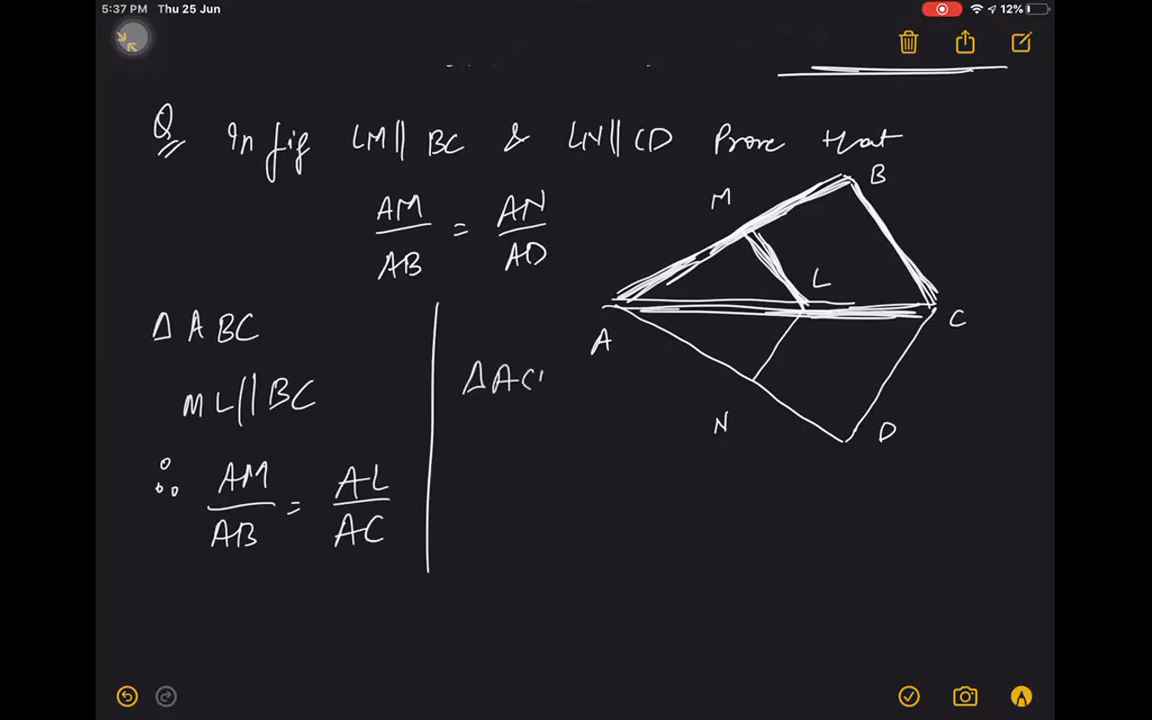 5:37 PM Thu 25 Jun 12%
Q In fig LM || BC & LN || CD Prove that
AM/AB = AN/AD
B
M
L
A
C
N
D
Δ ABC
ML || BC
∴ AM/AB = AL/AC
Δ AC